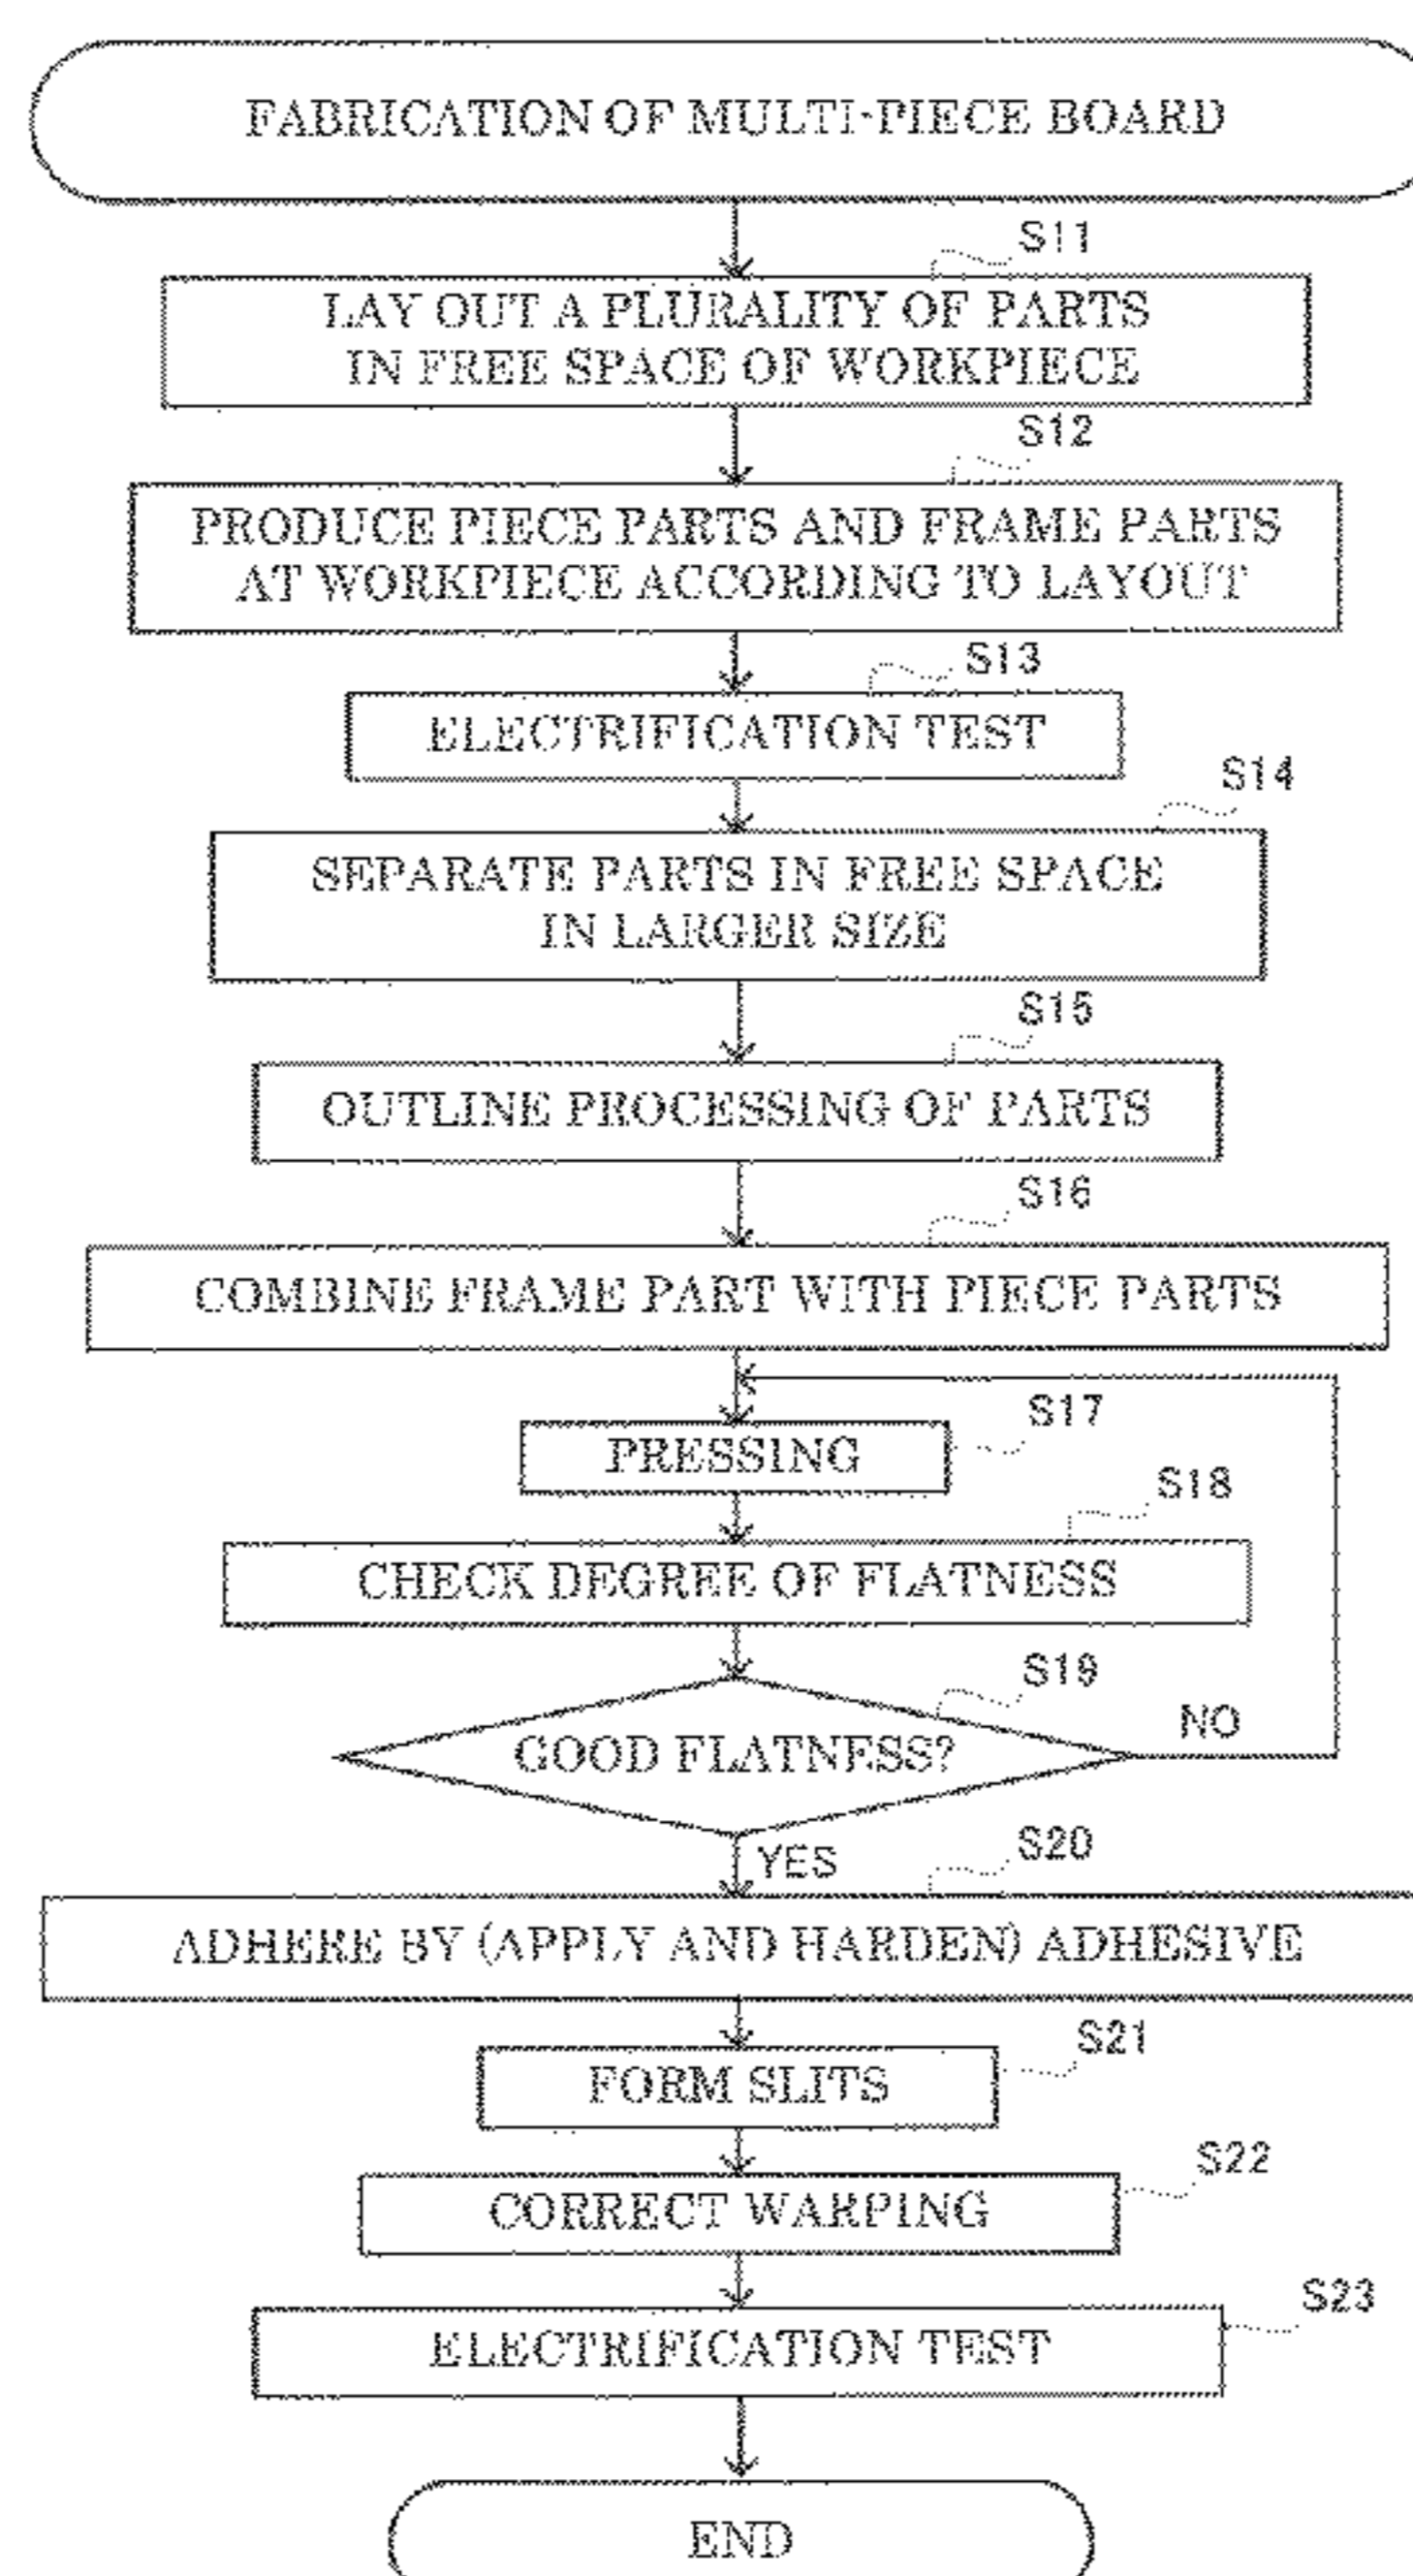 FABRICATION OF MULTI-PIECE BOARD
S11
LAY OUT A PLURALITY OF PARTS
IN FREE SPACE OF WORKPIECE
S12
PRODUCE PIECE PARTS AND FRAME PARTS
AT WORKPIECE ACCORDING TO LAYOUT
S13
ELECTRIFICATION TEST
S14
SEPARATE PARTS IN FREE SPACE
IN LARGER SIZE
S15
OUTLINE PROCESSING OF PARTS
S16
COMBINE FRAME PART WITH PIECE PARTS
S17
PRESSING
S18
CHECK DEGREE OF FLATNESS
S19
GOOD FLATNESS?
NO
YES
S20
ADHERE BY (APPLY AND HARDEN) ADHESIVE
S21
FORM SLITS
S22
CORRECT WARPING
S23
ELECTRIFICATION TEST
END